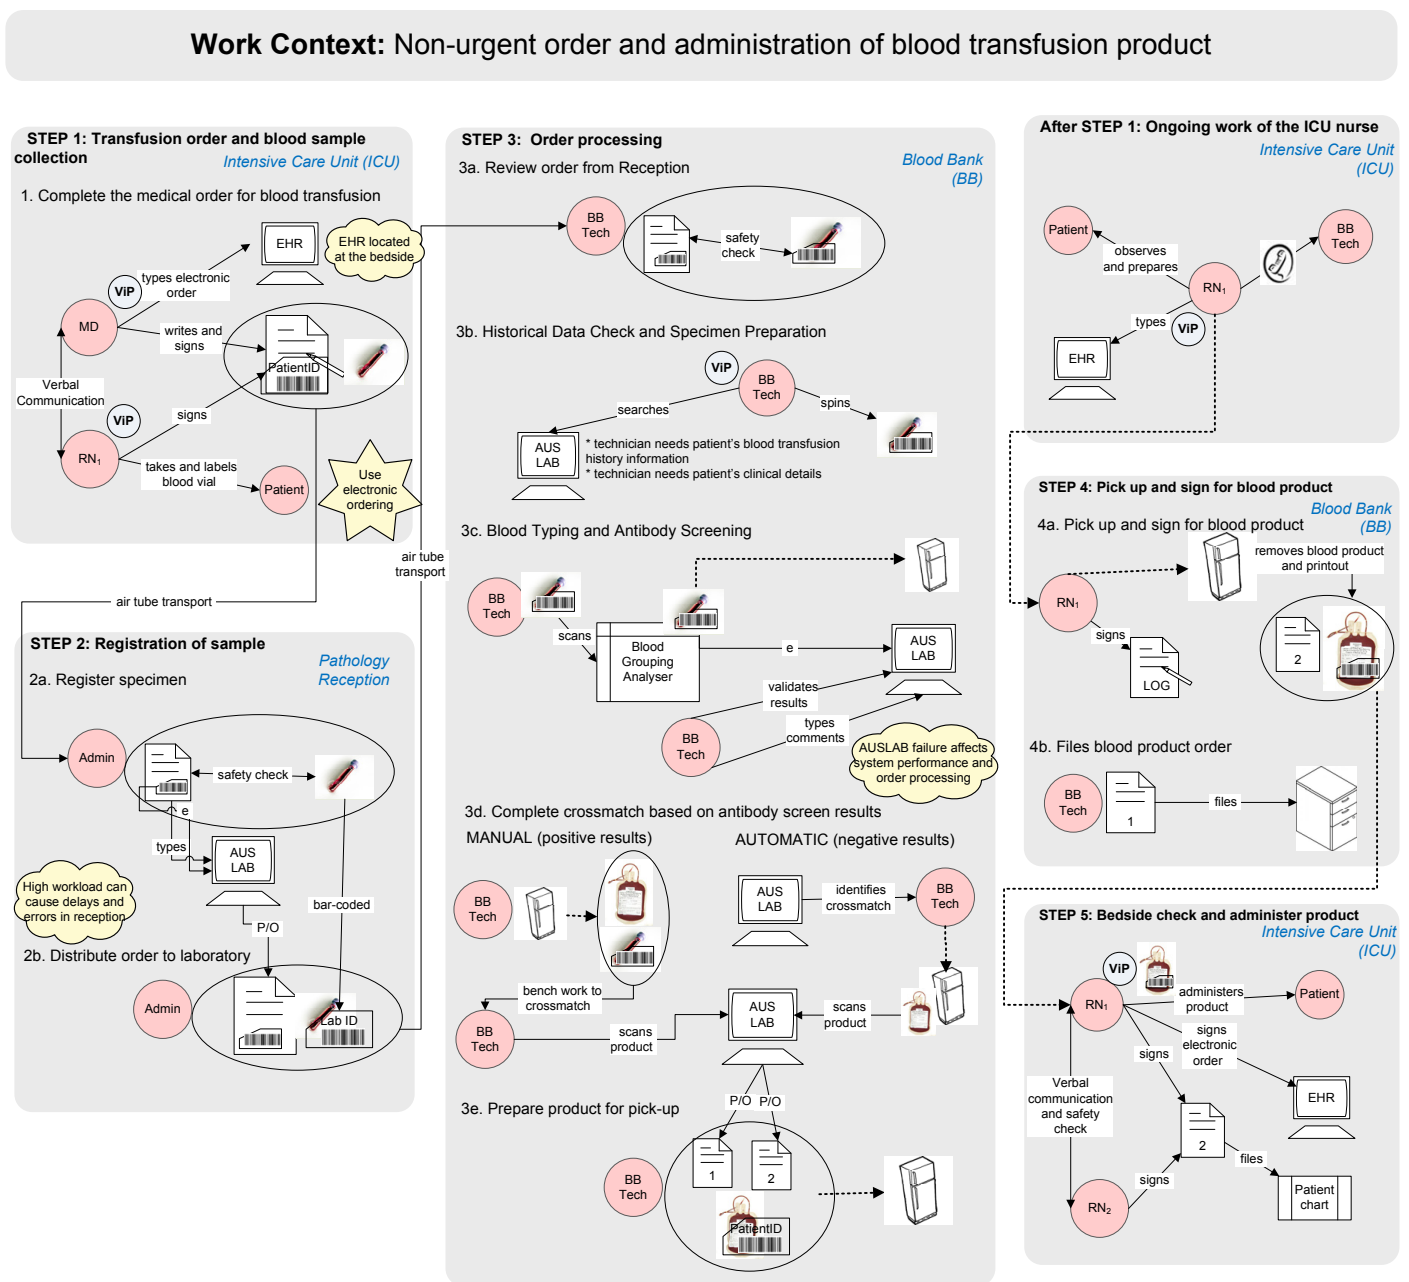 Work Context: Non-urgent order and administration of blood transfusion product
STEP 1: Transfusion order and blood sample
collection
Intensive Care Unit (ICU)
1. Complete the medical order for blood transfusion
EHR
EHR located
at the bedside
ViP
types electronic
order
MD
writes and
signs
PatientID
Verbal
Communication
ViP
signs
RN1
takes and labels
blood vial
Patient
Use
electronic
ordering
air tube transport
air tube
transport
STEP 2: Registration of sample
Pathology
Reception
2a. Register specimen
Admin
safety check
e
types
AUS
LAB
High workload can
cause delays and
errors in reception
bar-coded
P/O
2b. Distribute order to laboratory
Admin
Lab ID
STEP 3: Order processing
Blood Bank
(BB)
3a. Review order from Reception
BB
Tech
safety
check
3b. Historical Data Check and Specimen Preparation
ViP
BB
Tech
searches
spins
AUS
LAB
* technician needs patient's blood transfusion
history information
* technician needs patient's clinical details
3c. Blood Typing and Antibody Screening
BB
Tech
scans
Blood
Grouping
Analyser
e
AUS
LAB
validates
results
BB
Tech
types
comments
AUSLAB failure affects
system performance and
order processing
3d. Complete crossmatch based on antibody screen results
MANUAL (positive results)
AUTOMATIC (negative results)
BB
Tech
AUS
LAB
identifies
crossmatch
BB
Tech
bench work to
crossmatch
BB
Tech
scans
product
AUS
LAB
scans
product
P/O
P/O
3e. Prepare product for pick-up
1
2
BB
Tech
PatientID
After STEP 1: Ongoing work of the ICU nurse
Intensive Care Unit
(ICU)
Patient
BB
Tech
observes
and prepares
RN1
types
ViP
EHR
STEP 4: Pick up and sign for blood product
Blood Bank
(BB)
4a. Pick up and sign for blood product
removes blood product
and printout
RN1
signs
LOG
2
4b. Files blood product order
BB
Tech
1
files
STEP 5: Bedside check and administer product
Intensive Care Unit
(ICU)
ViP
RN1
administers
product
Patient
signs
electronic
order
signs
Verbal
communication
and safety
check
EHR
2
files
signs
RN2
Patient
chart